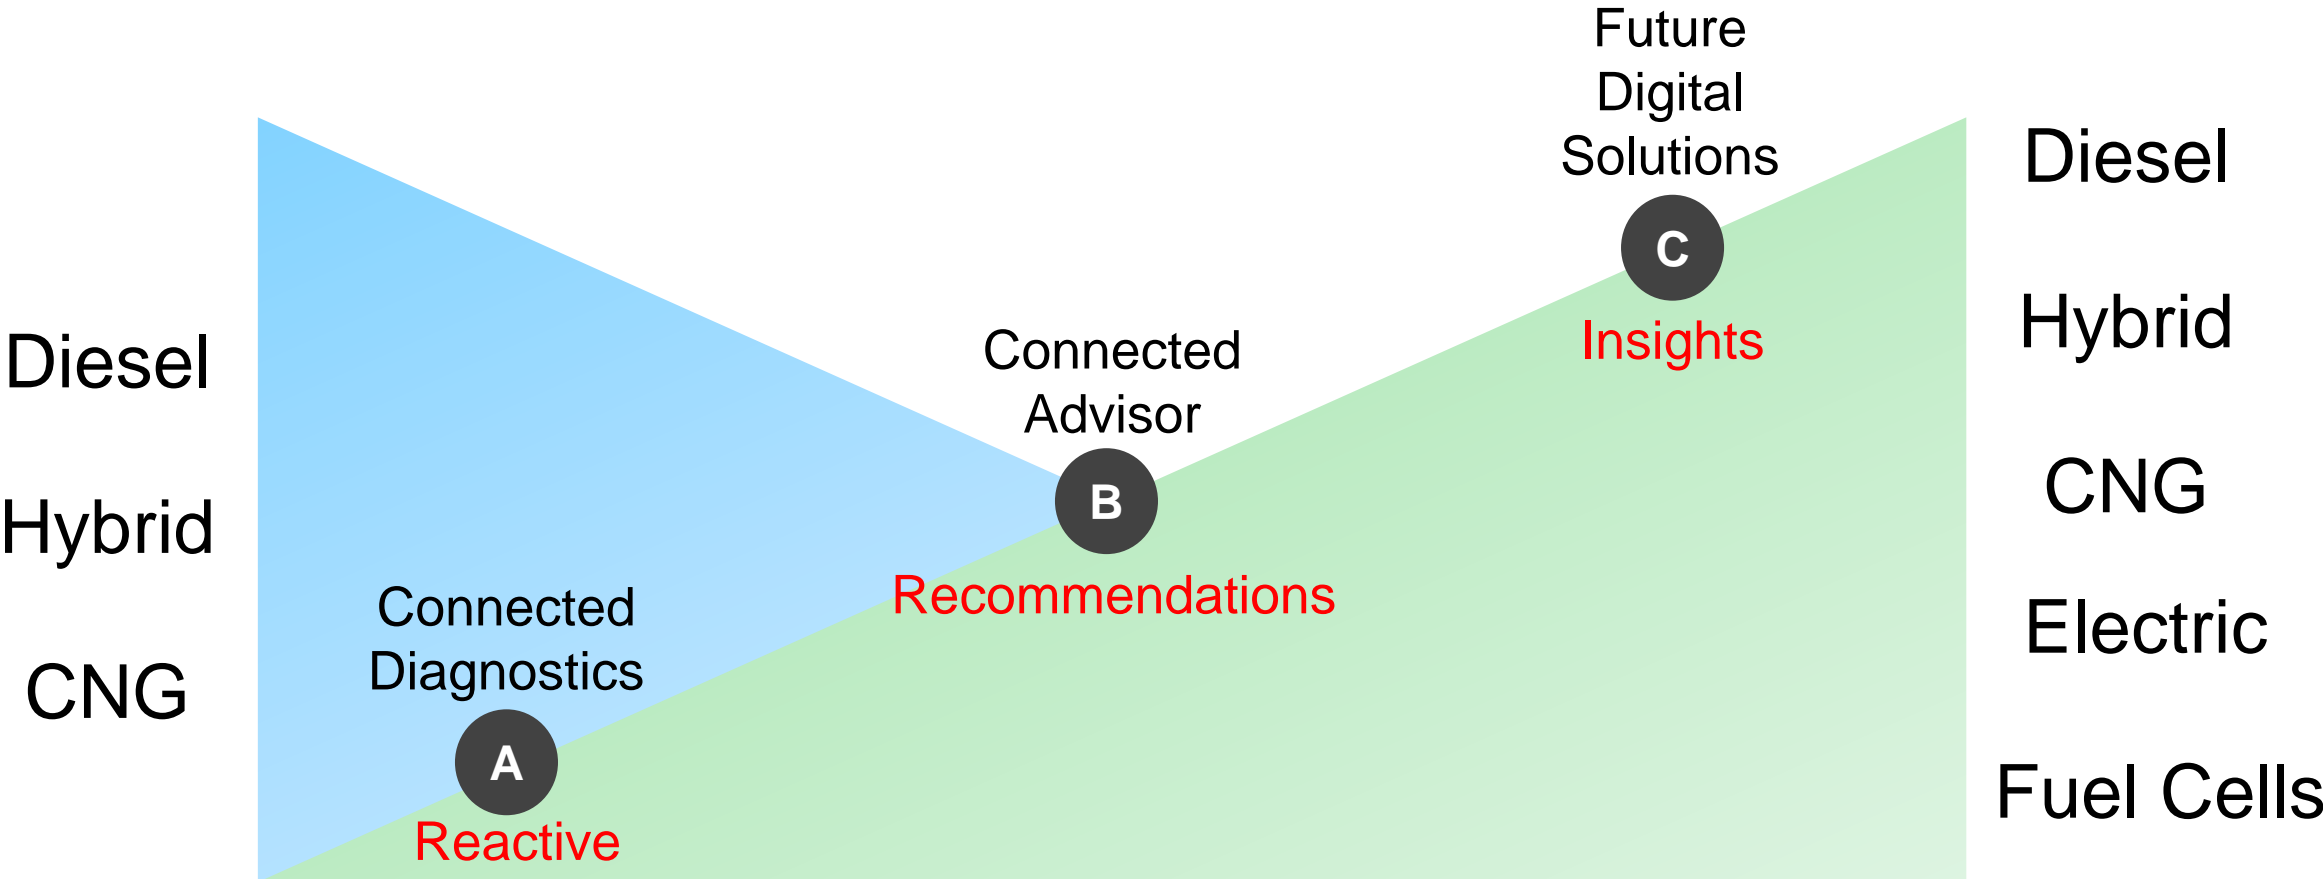 Diesel
Hybrid
CNG
Connected
Diagnostics
A
Reactive
Connected
Advisor
B
Recommendations
Future
Digital
Solutions
C
Insights
Diesel
Hybrid
CNG
Electric
Fuel Cells